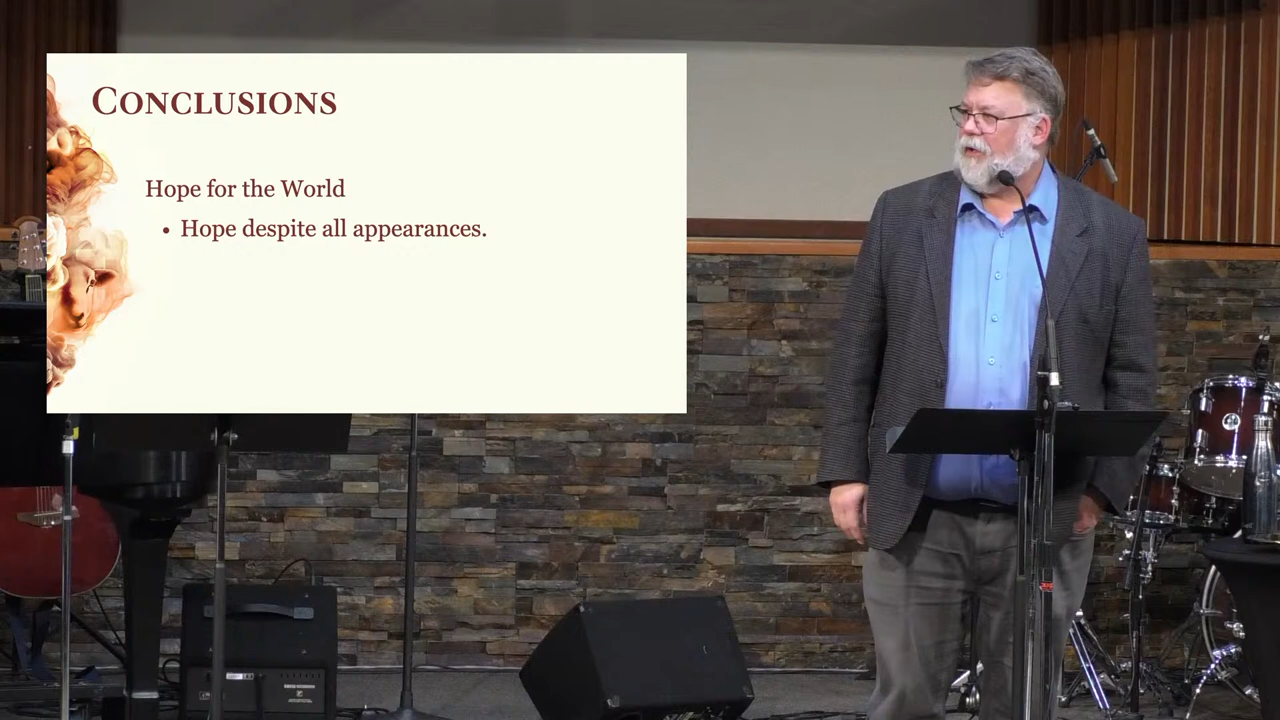 Conclusions
Hope for the World
• Hope despite all appearances.